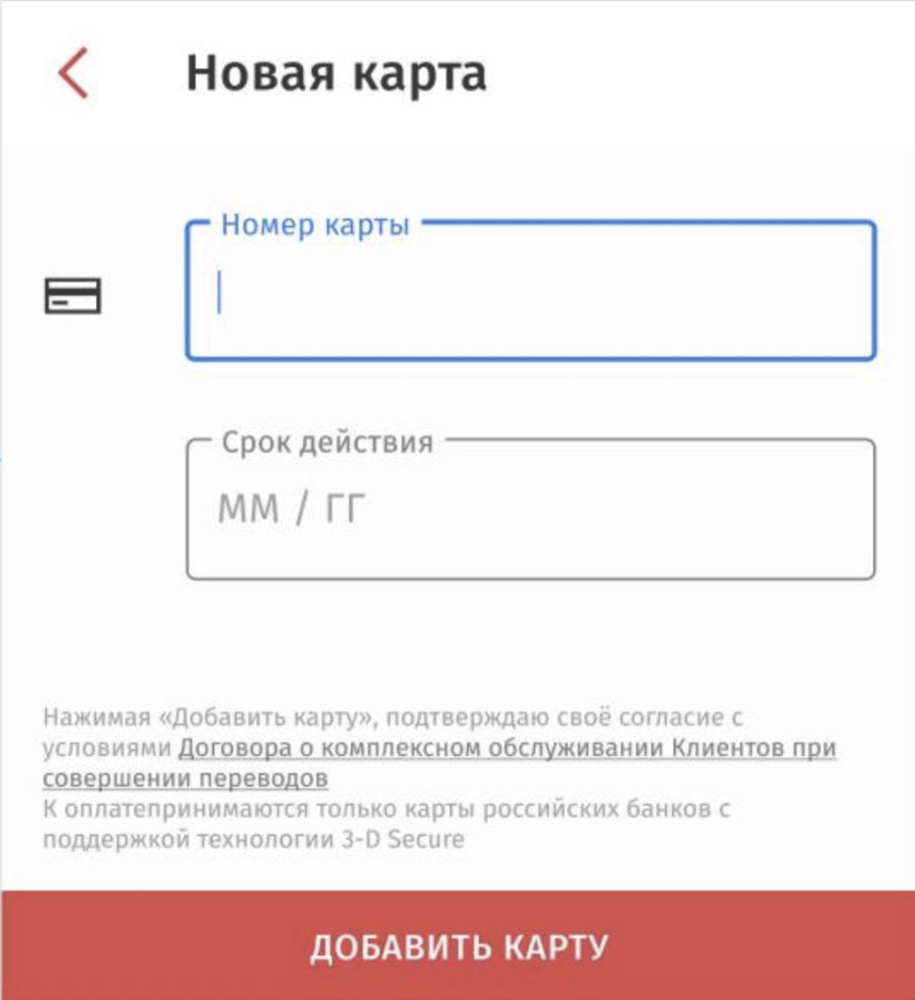 Новая карта
Номер карты
Срок действия
ММ / ГГ
Нажимая «Добавить карту», подтверждаю своё согласие с
условиями Договора о комплексном обслуживании Клиентов при
совершении переводов
К оплатепринимаются только карты российских банков с
поддержкой технологии 3-D Secure
ДОБАВИТЬ КАРТУ